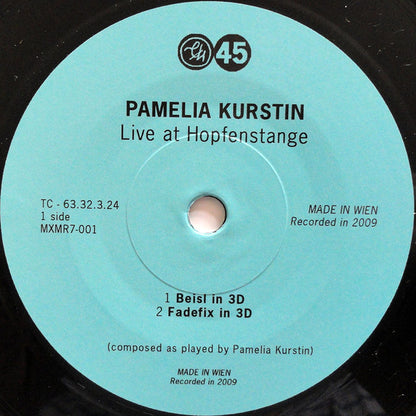 45
PAMELIA KURSTIN
Live at Hopfenstange
TC - 63.32.3.24
1 side
MXMR7-001
MADE IN WIEN
Recorded in 2009
1 Beisl in 3D
2 Fadefix in 3D
(composed as played by Pamelia Kurstin)
MADE IN WIEN
Recorded in 2009